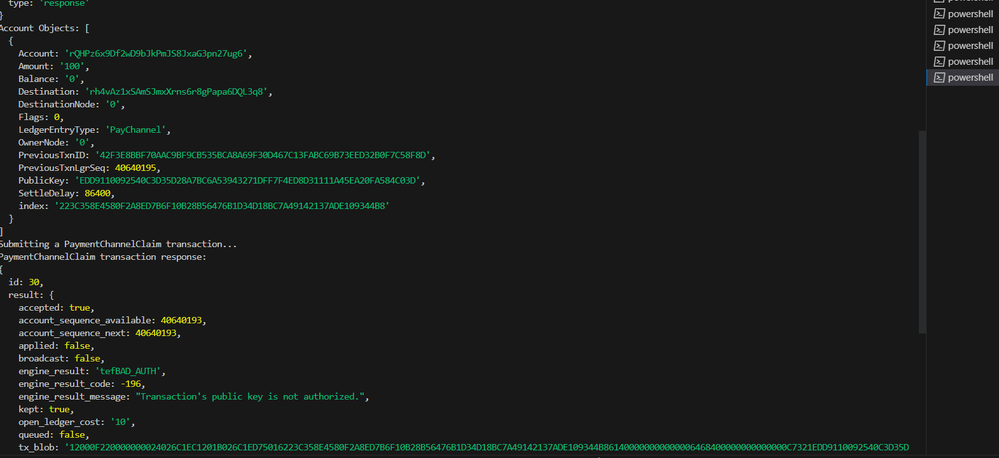 type: 'response'
}
Account Objects: [
{
Account: 'rQHPz6x9Df2wD9bJkPmJS8JxaG3pn27ug6',
Amount: '100',
Balance: '0',
Destination: 'rh4vAz1xSAmSJmxXrns6r8gPapa6DQL3q8',
DestinationNode: '0',
Flags: 0,
LedgerEntryType: 'PayChannel',
OwnerNode: '0',
PreviousTxnID: '42F3E8BBF70AAC9BF9CB535BCA8A69F30D467C13FABC69B73EED32B0F7C58F8D',
PreviousTxnLgrSeq: 40640195,
PublicKey: 'EDD9110092540C3D35D28A7BC6A53943271DFF7F4ED8D31111A45EA20FA584C03D',
SettleDelay: 86400,
index: '223C358E4580F2A8ED7B6F10B28B56476B1D34D18BC7A49142137ADE109344B8'
}
]
Submitting a PaymentChannelClaim transaction...
PaymentChannelClaim transaction response:
{
id: 30,
result: {
accepted: true,
account_sequence_available: 40640193,
account_sequence_next: 40640193,
applied: false,
broadcast: false,
engine_result: 'tefBAD_AUTH',
engine_result_code: -196,
engine_result_message: "Transaction's public key is not authorized.",
kept: true,
open_ledger_cost: '10',
queued: false,
tx_blob: '12000F220000000024026C1EC1201B026C1ED75016223C358E4580F2A8ED7B6F10B28B56476B1D34D18BC7A49142137ADE109344B8614000000000000064684000000000000000C7321EDD9110092540C3D35D
powershell
powershell
powershell
powershell
powershell